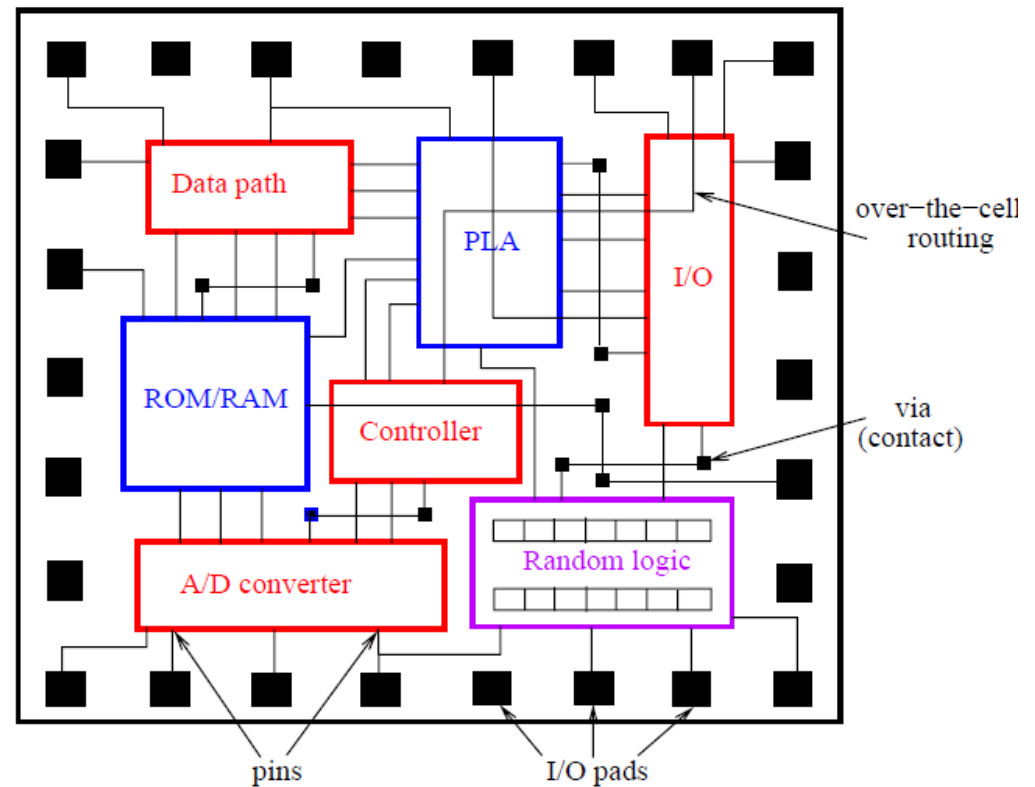 Data path
PLA
over-the-cell
routing
I/O
ROM/RAM
Controller
via
(contact)
Random logic
A/D converter
pins
I/O pads